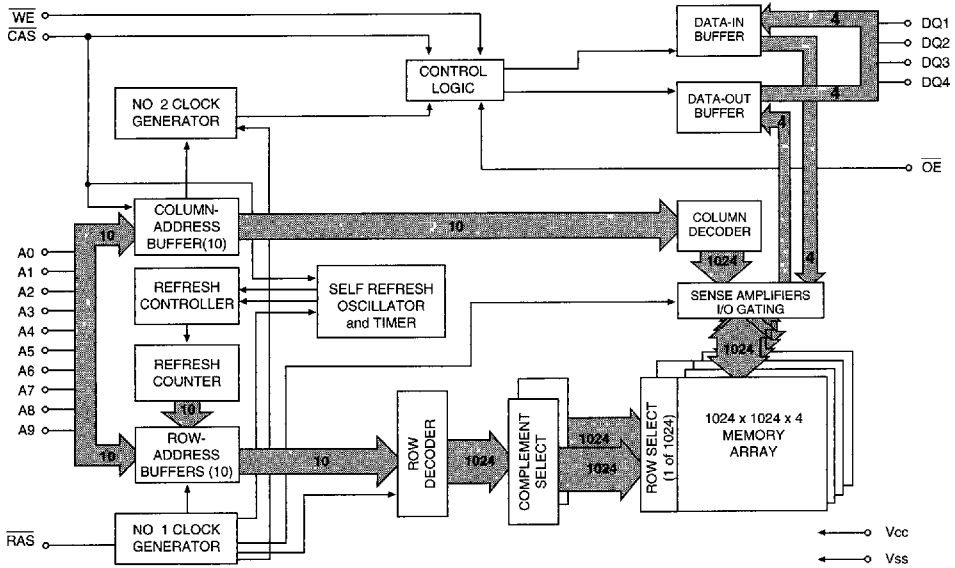 WE
CAS
NO 2 CLOCK
GENERATOR
CONTROL
LOGIC
DATA-IN
BUFFER
DATA-OUT
BUFFER
4
4
4
4
DQ1
DQ2
DQ3
DQ4
OE
COLUMN-
ADDRESS
BUFFER(10)
10
10
COLUMN
DECODER
1024
A0
A1
A2
A3
A4
A5
A6
A7
A8
A9
REFRESH
CONTROLLER
SELF REFRESH
OSCILLATOR
and TIMER
SENSE AMPLIFIERS
I/O GATING
1024
REFRESH
COUNTER
10
10
ROW-
ADDRESS
BUFFERS (10)
10
ROW
DECODER
1024
COMPLEMENT
SELECT
1024
1024
ROW SELECT
(1 of 1024)
1024 x 1024 x 4
MEMORY
ARRAY
RAS
NO 1 CLOCK
GENERATOR
Vcc
Vss